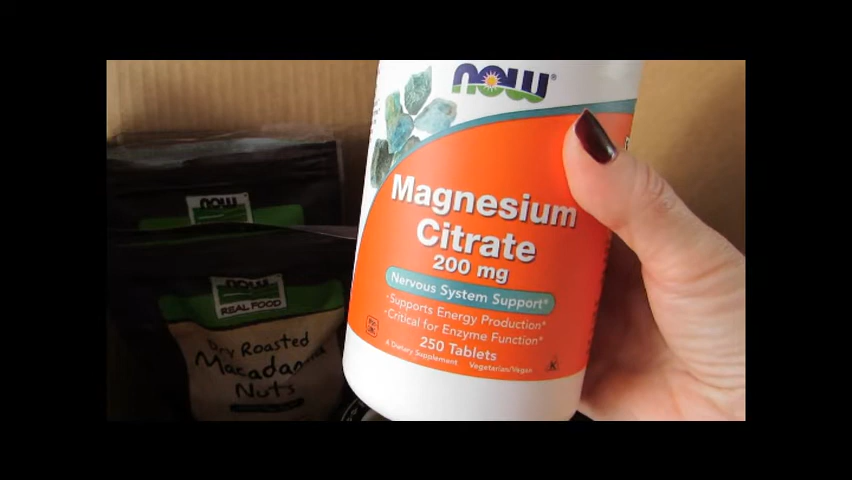 now®
Magnesium
Citrate
200 mg
Nervous System Support*
· Supports Energy Production*
· Critical for Enzyme Function*
250 Tablets
A Dietary Supplement Vegetarian/Vegan
now
now
REAL FOOD
Dry Roasted
Macadamia
Nuts